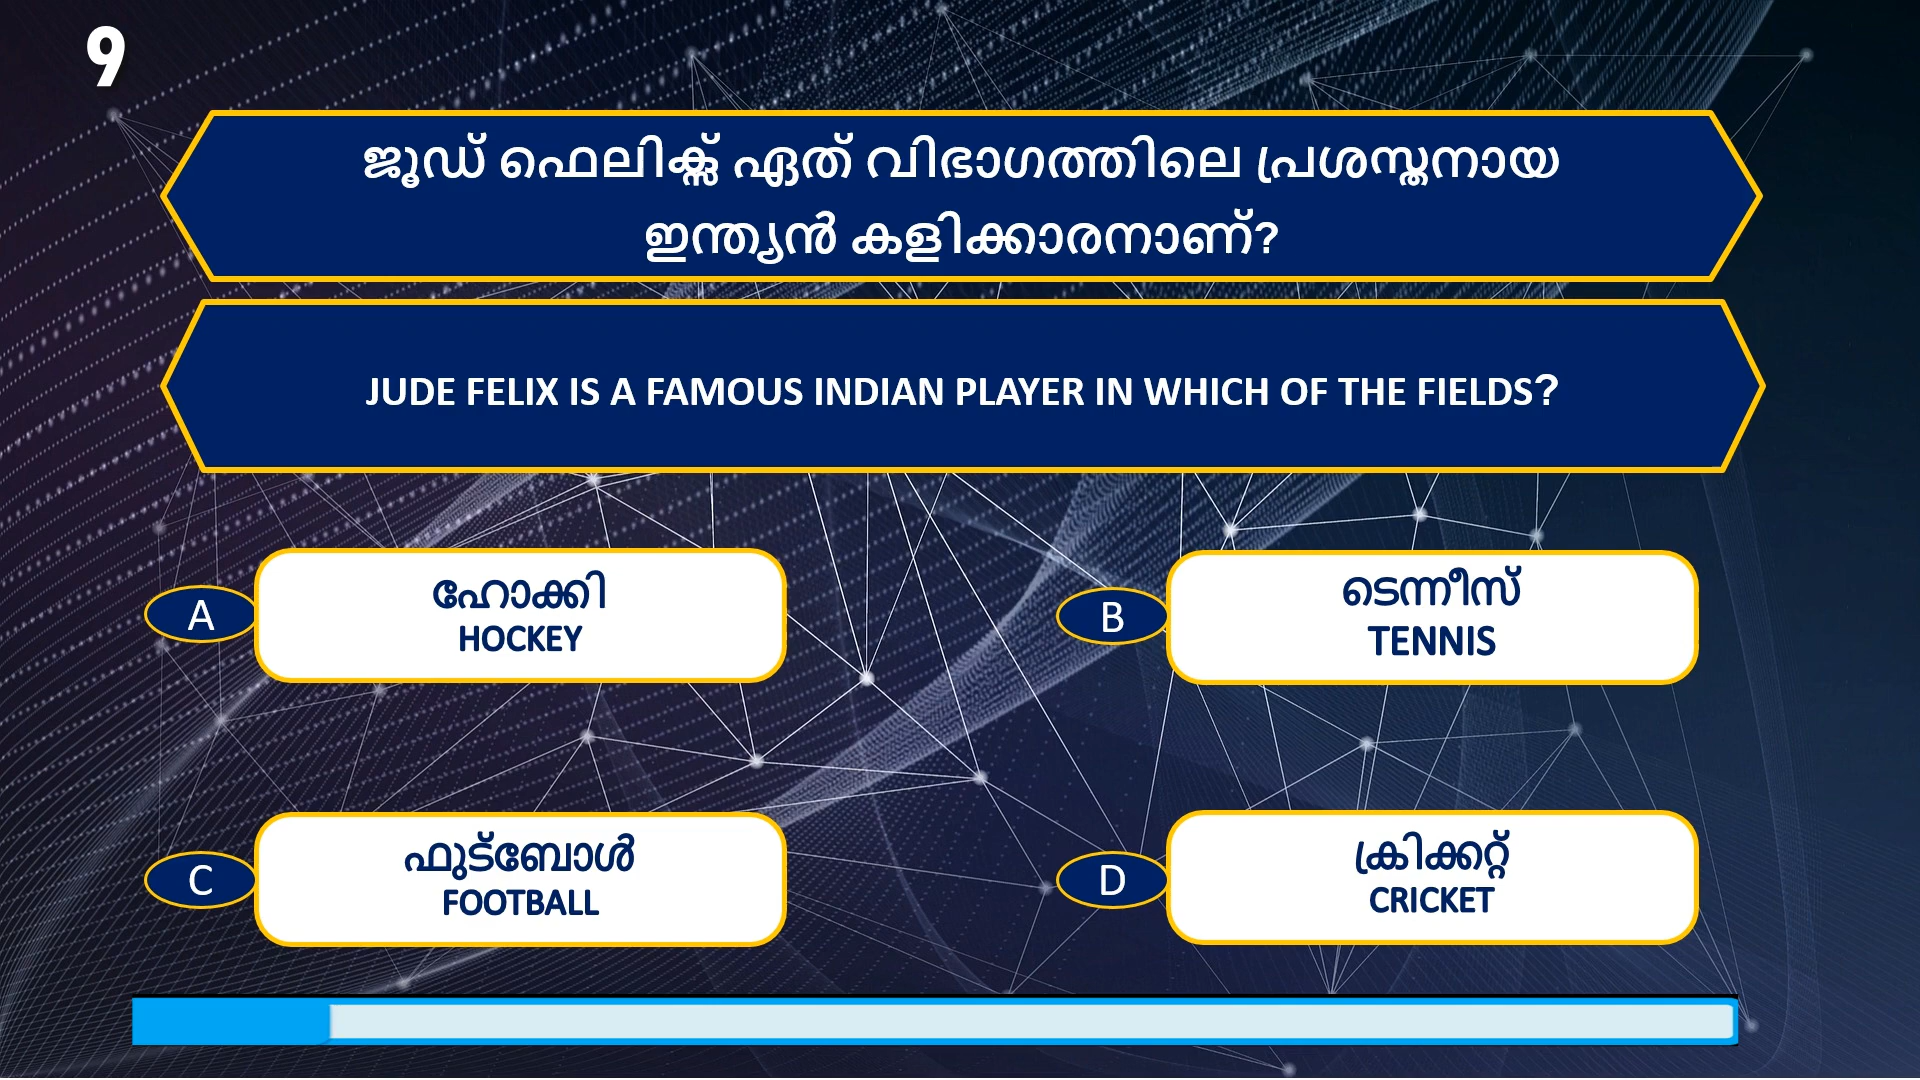 9
ജൂഡ് ഫെലിക്സ് ഏത് വിഭാഗത്തിലെ പ്രശസ്തനായ
ഇന്ത്യൻ കളിക്കാരനാണ്?
JUDE FELIX IS A FAMOUS INDIAN PLAYER IN WHICH OF THE FIELDS?
A
ഹോക്കി
HOCKEY
B
ടെന്നീസ്
TENNIS
C
ഫുട്ബോൾ
FOOTBALL
D
ക്രിക്കറ്റ്
CRICKET